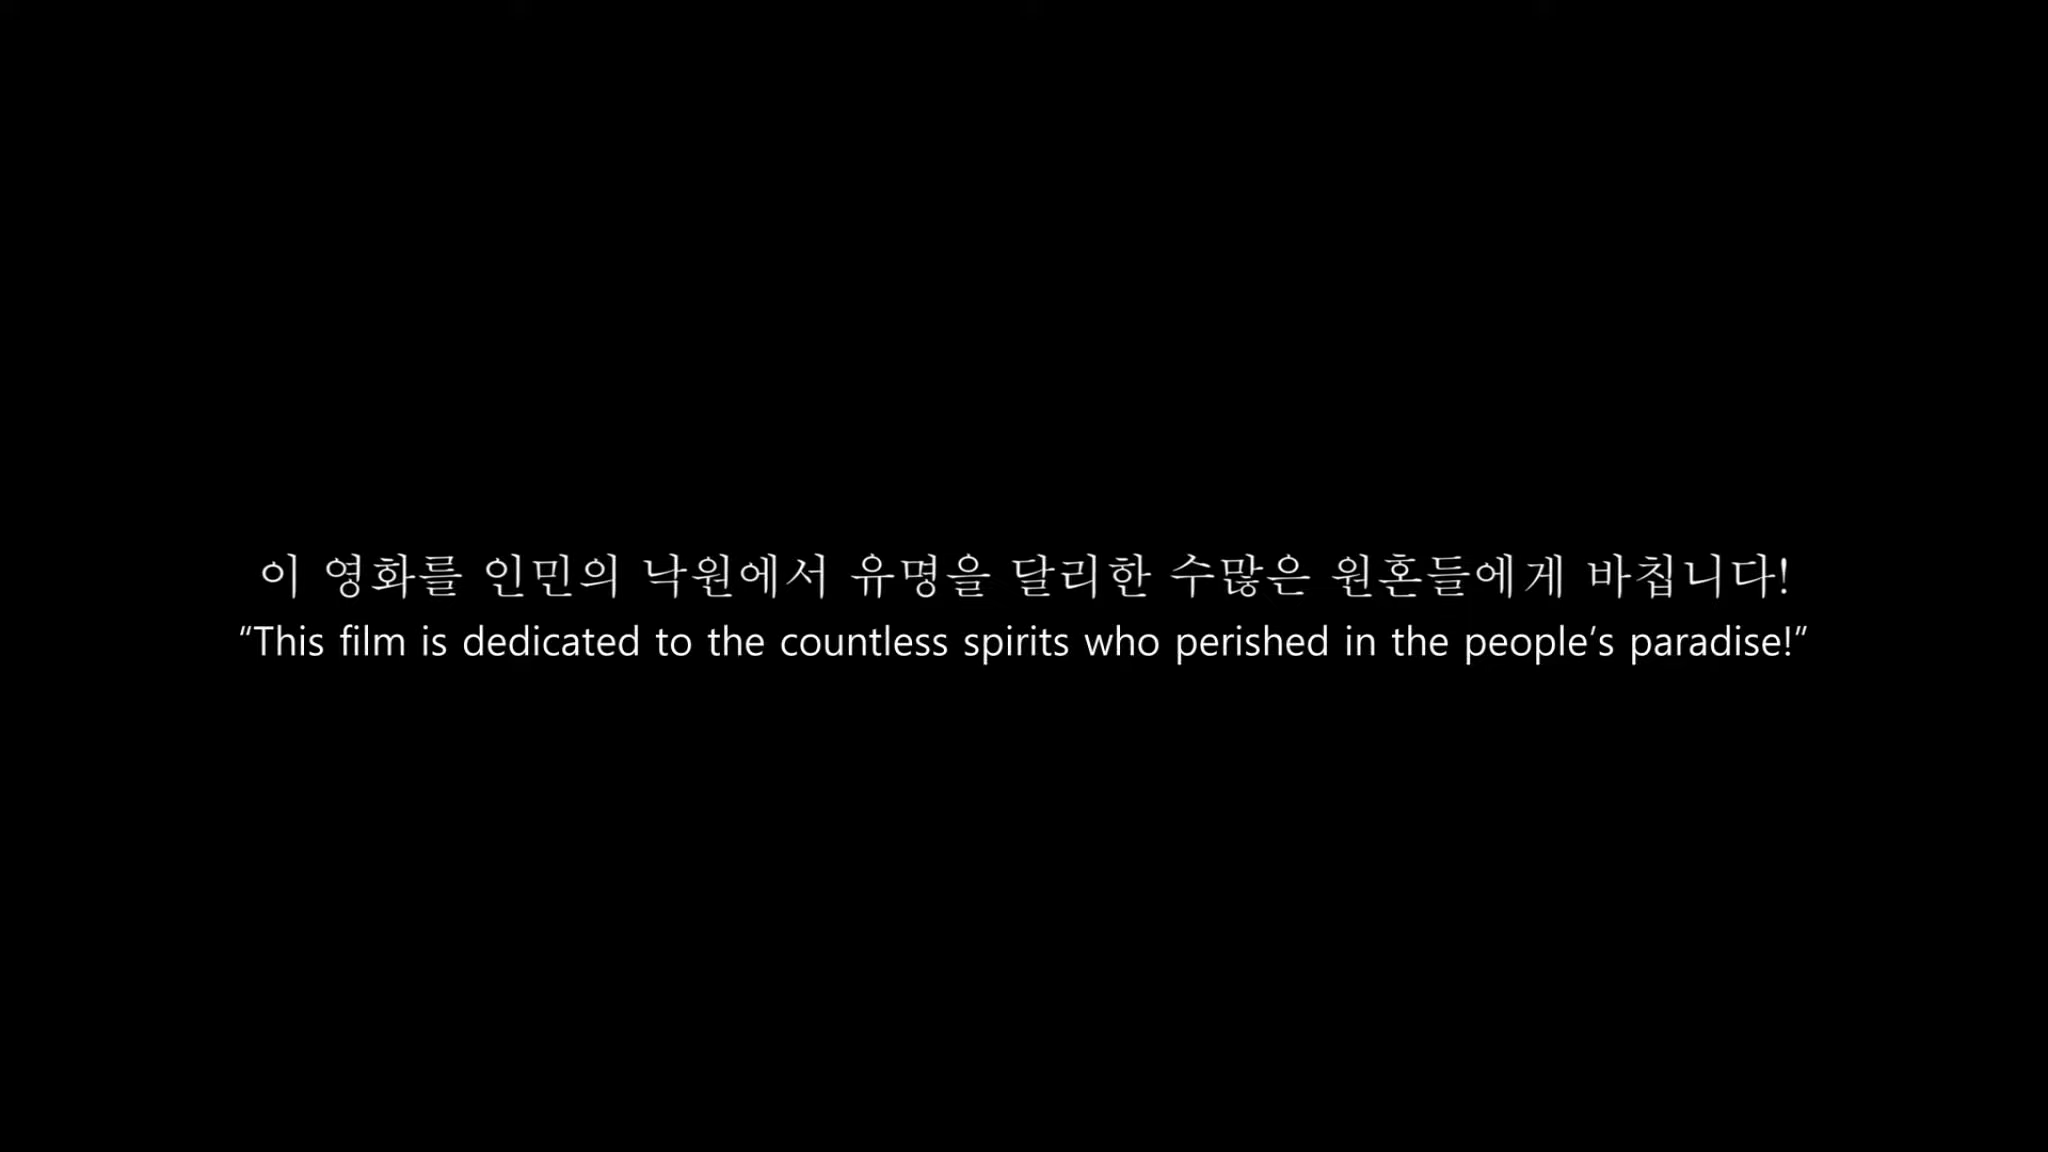 이 영화를 인민의 낙원에서 유명을 달리한 수많은 원혼들에게 바칩니다!
“This film is dedicated to the countless spirits who perished in the people’s paradise!”